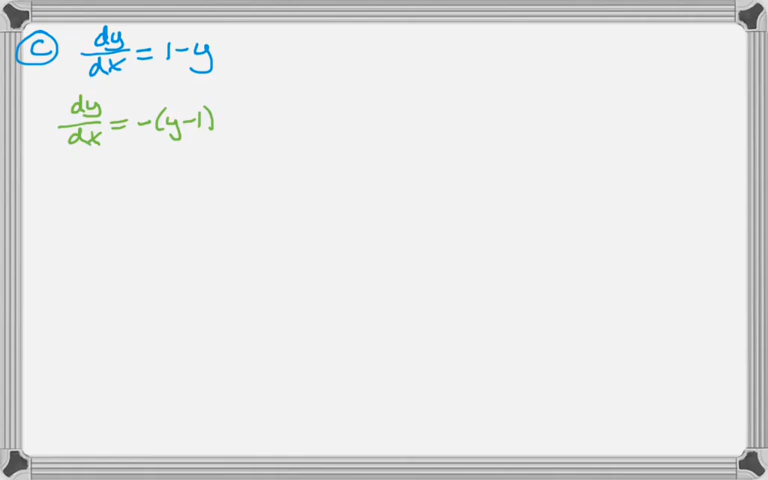 Ⓒ dy/dx = 1-y
dy/dx = -(y-1)